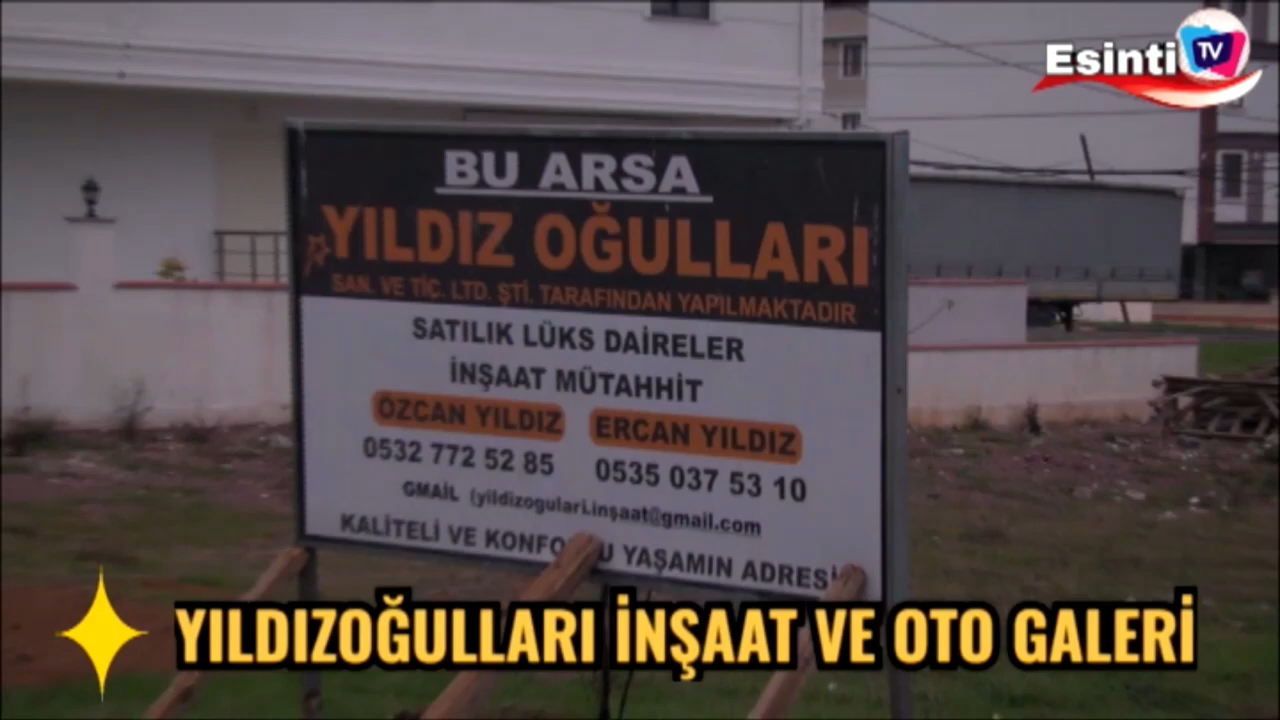 Esinti TV
BU ARSA
YILDIZ OĞULLARI
SAN. VE TİC. LTD. ŞTİ. TARAFINDAN YAPILMAKTADIR
SATILIK LÜKS DAİRELER
İNŞAAT MÜTAHHİT
ÖZCAN YILDIZ ERCAN YILDIZ
0532 772 52 85 0535 037 53 10
GMAİL (yildizogulari.inşaat@gmail.com
KALİTELİ VE YAŞAMIN ADRESİ
YILDIZOĞULLARI İNŞAAT VE OTO GALERİ